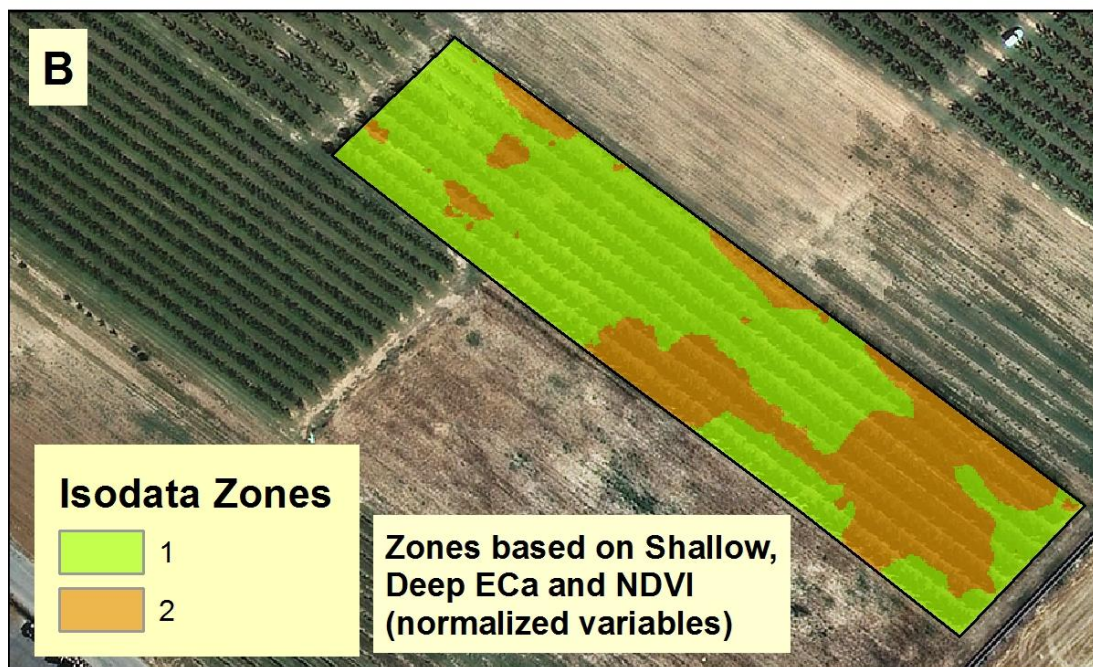 B
Isodata Zones
1
2
Zones based on Shallow,
Deep ECa and NDVI
(normalized variables)